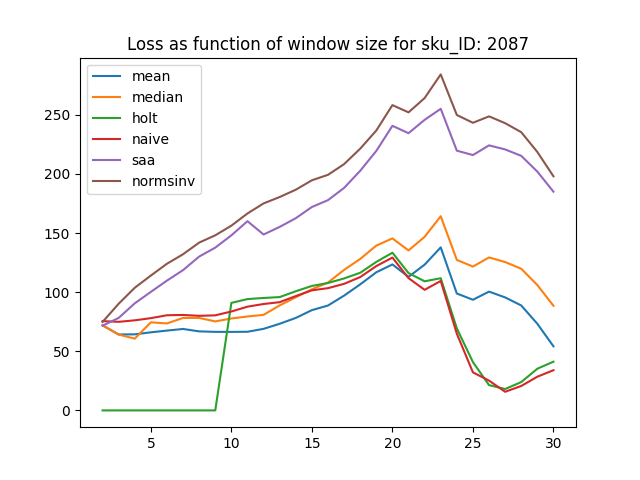 Loss as function of window size for sku_ID: 2087
mean
median
holt
naive
saa
normsinv
250
200
150
100
50
0
5 10 15 20 25 30